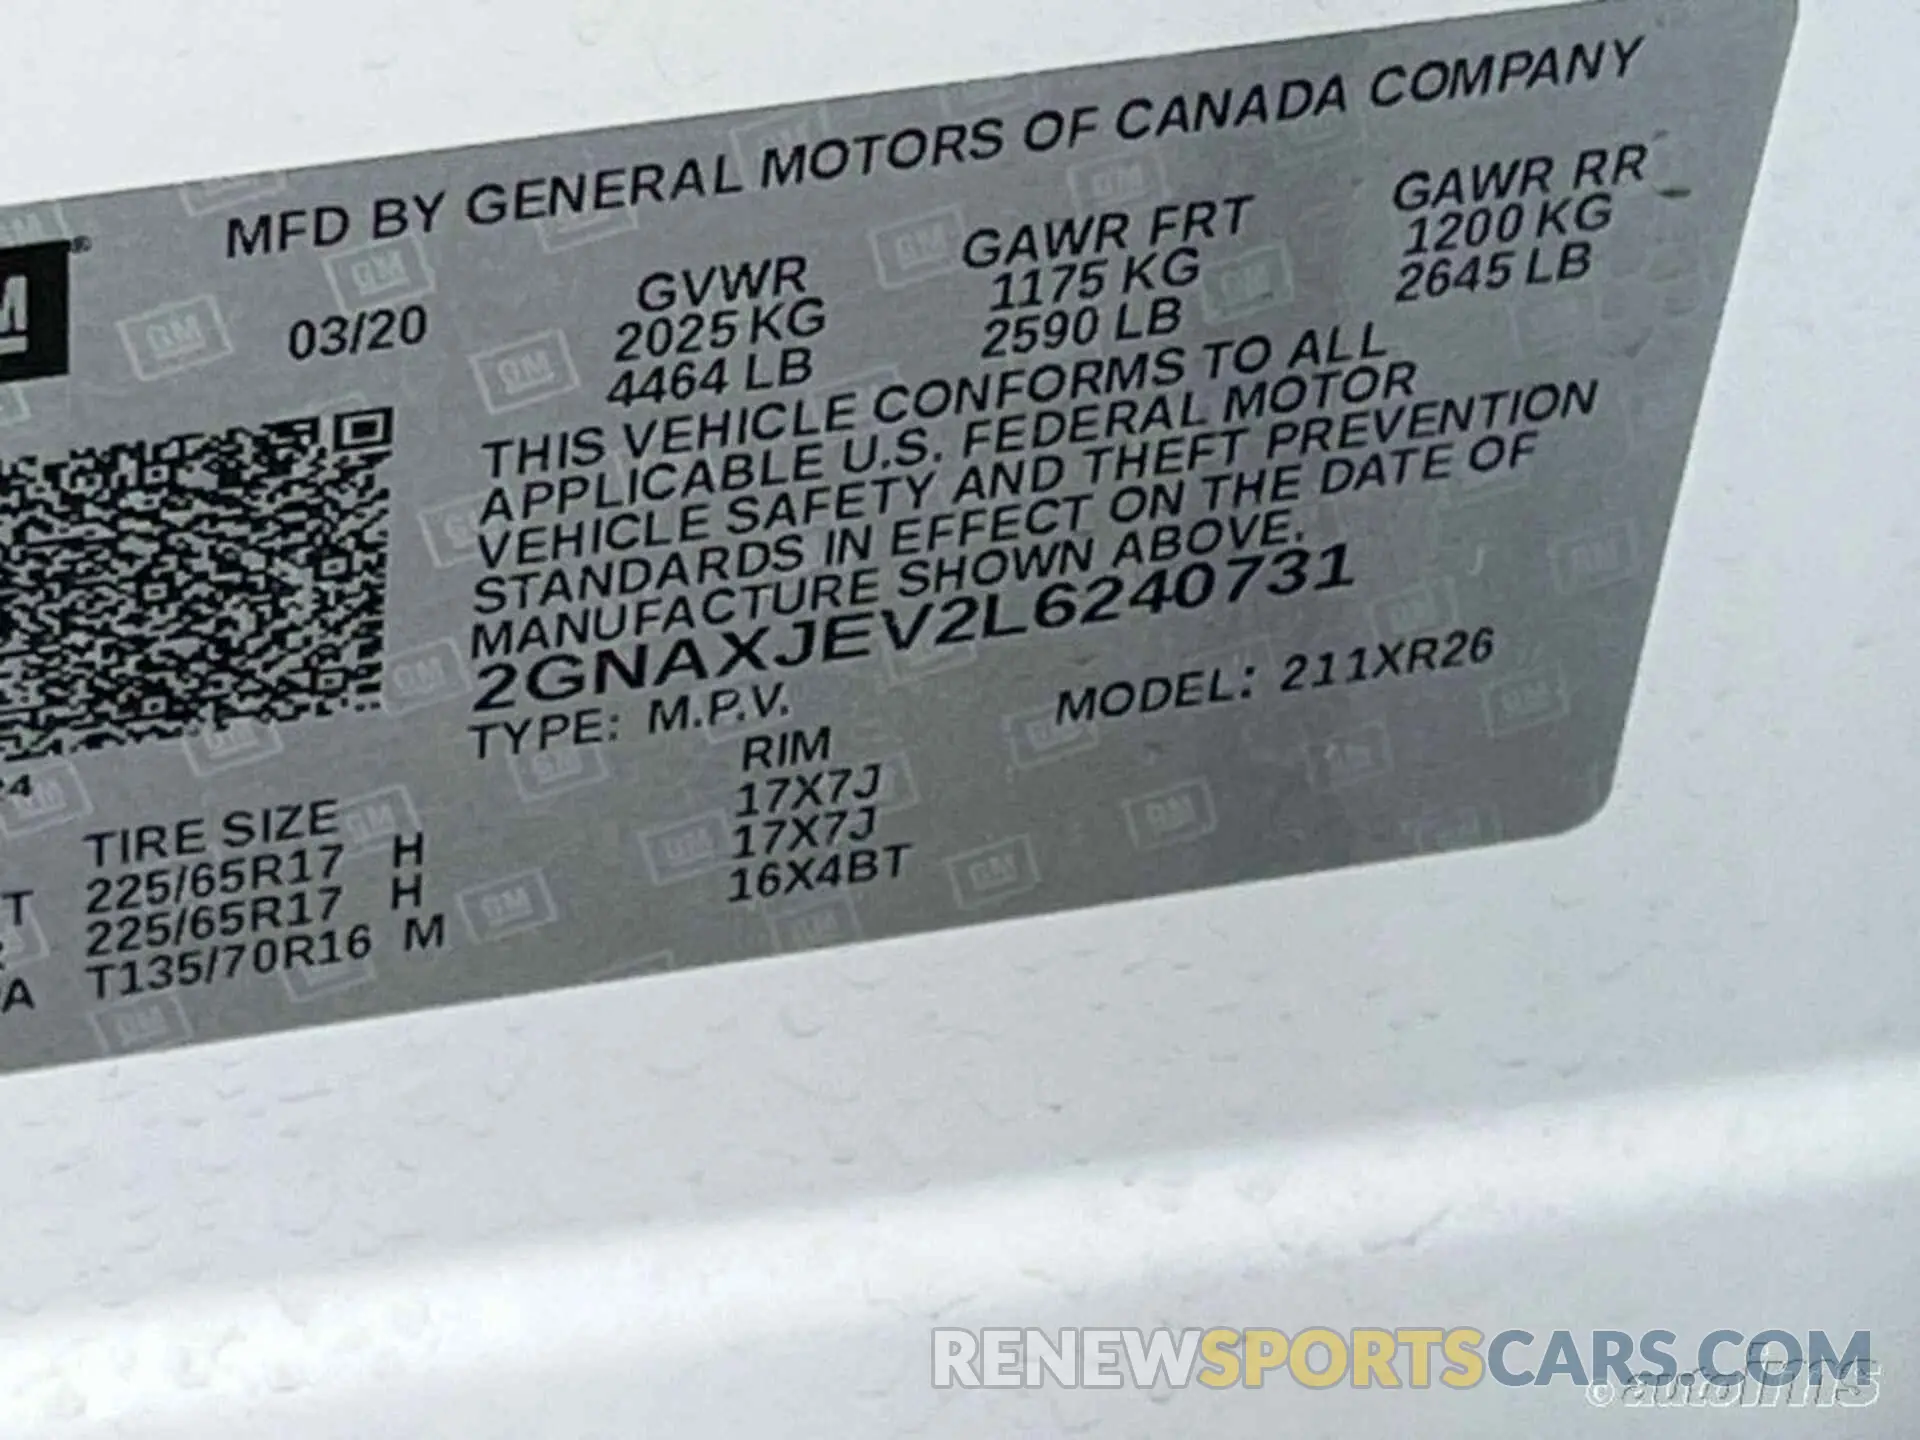 MFD BY GENERAL MOTORS OF CANADA COMPANY
03/20
GVWR
2025 KG
4464 LB
GAWR FRT
1175 KG
2590 LB
GAWR RR
1200 KG
2645 LB
THIS VEHICLE CONFORMS TO ALL
APPLICABLE U.S. FEDERAL MOTOR
VEHICLE SAFETY AND THEFT PREVENTION
STANDARDS IN EFFECT ON THE DATE OF
MANUFACTURE SHOWN ABOVE.
2GNAXJEV2L6240731
TYPE: M.P.V. MODEL: 211XR26
TIRE SIZE RIM
225/65R17 H 17X7J
225/65R17 H 17X7J
T135/70R16 M 16X4BT
RENEWSPORTSCARS.COM